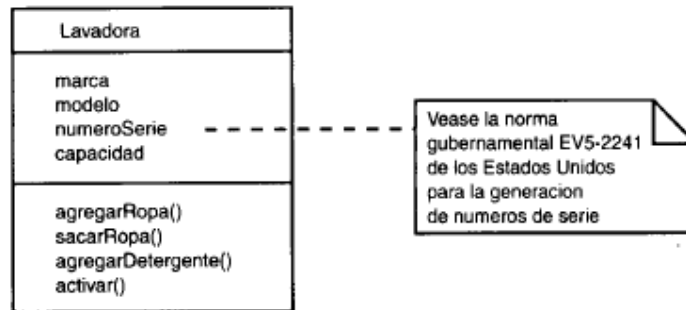 Lavadora
marca
modelo
numeroSerie
capacidad
agregarRopa()
sacarRopa()
agregarDetergente()
activar()
Vease la norma
gubernamental EV5-2241
de los Estados Unidos
para la generacion
de numeros de serie